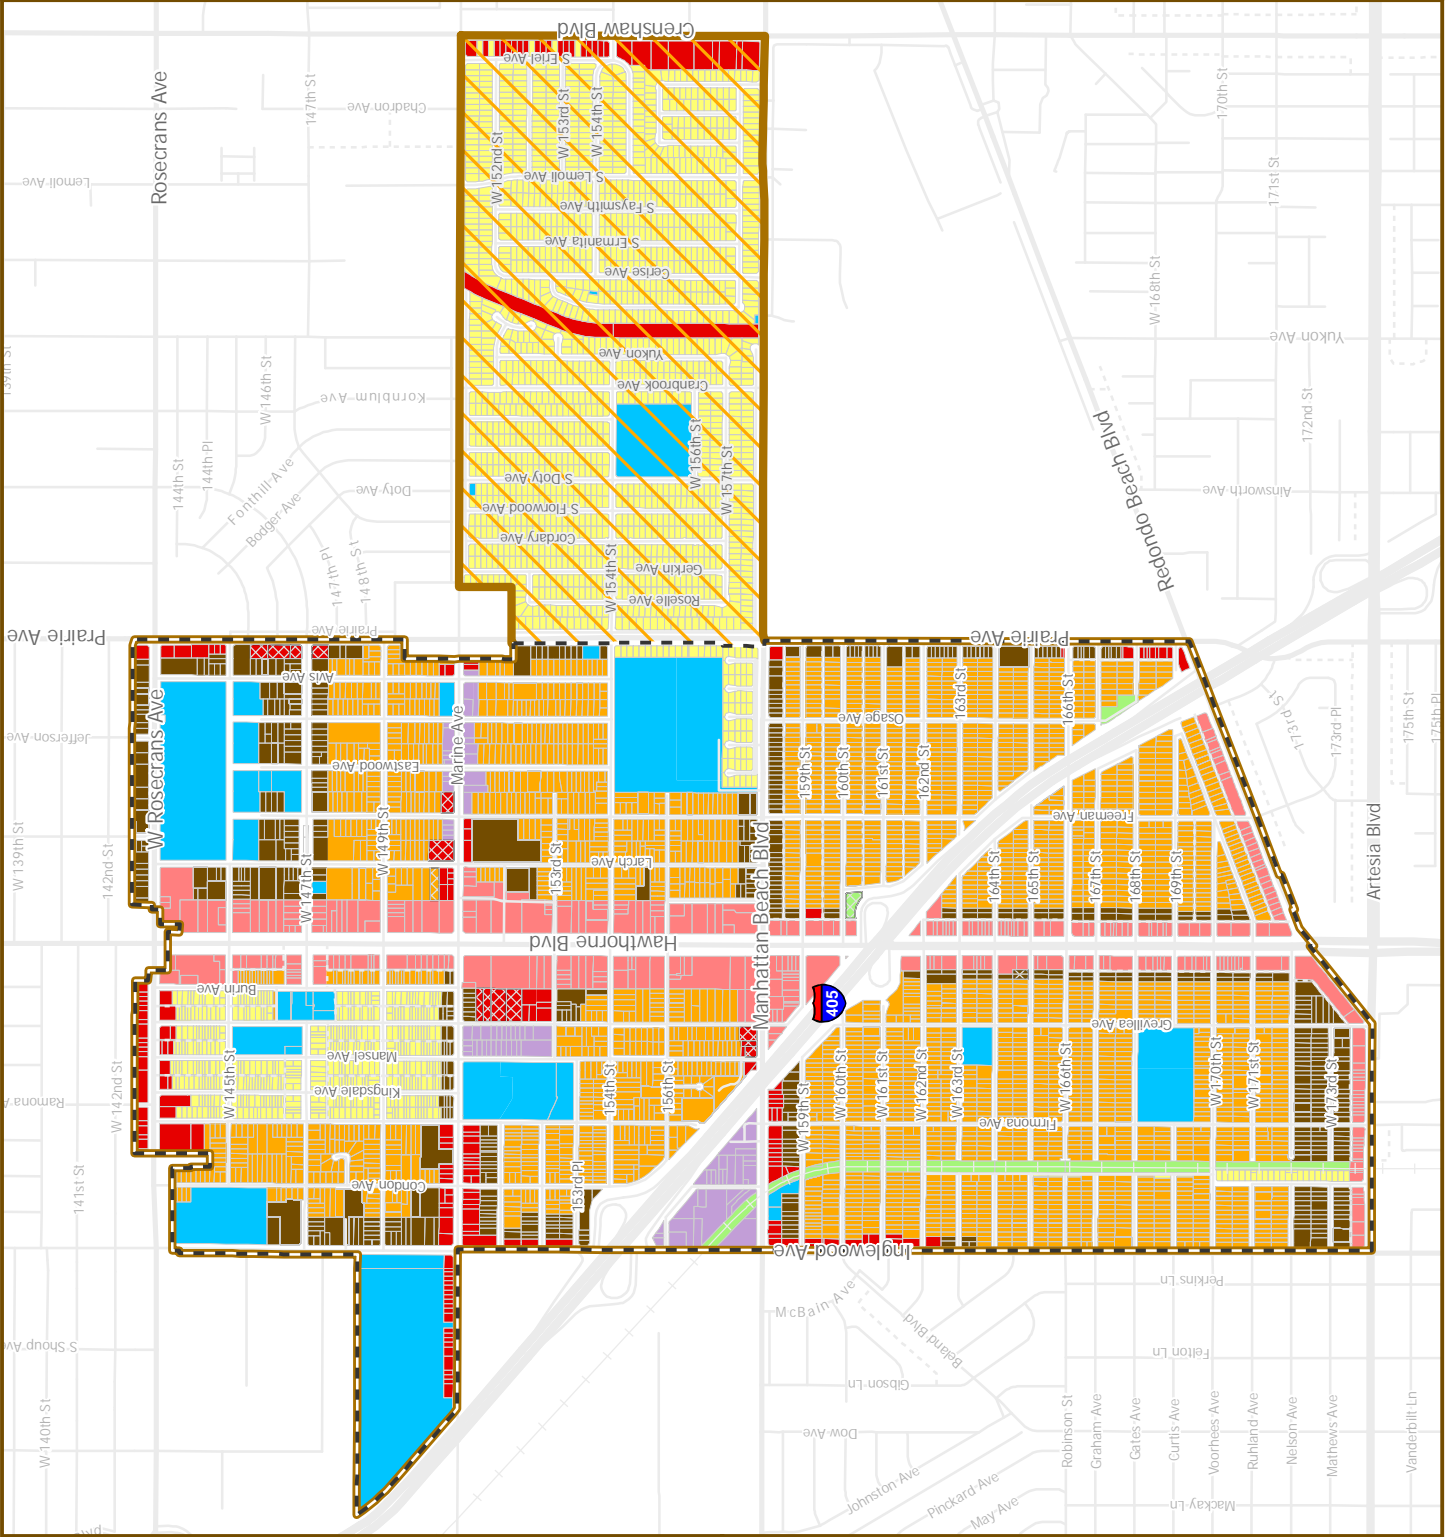 Crenshaw Blvd
S Eriel Ave
Rosecrans Ave
147th St
Chadron Ave
W 152nd St
W 153rd St
W 154th St
170th St
Lemoli Ave
S Lemoli Ave
171st St
S Faysmith Ave
S Ermanita Ave
Cerise Ave
W 168th St
Yukon Ave
Yukon Ave
139th St
W 146th St
Kornblum Ave
Cranbrook Ave
172nd St
144th St
144th Pl
Fonthill Ave
Bodger Ave
Doty Ave
S Doty Ave
W 156th St
W 157th St
Redondo Beach Blvd
Ainsworth Ave
S Florwood Ave
Cordary Ave
147th Pl
148th St
W 154th St
Gerkin Ave
Roselle Ave
Prairie Ave
Prairie Ave
Prairie Ave
Avis Ave
163rd St
166th St
W Rosecrans Ave
Marine Ave
Osage Ave
173rd St
173rd Pl
175th St
175th Pl
Jefferson Ave
Eastwood Ave
159th St
160th St
161st St
162nd St
W 139th St
142nd St
W 147th St
W 149th St
153rd St
Larch Ave
Manhattan Beach Blvd
Freeman Ave
164th St
165th St
167th St
168th St
169th St
Artesia Blvd
Hawthorne Blvd
Burin Ave
405
Grevillea Ave
W 142nd St
W 145th St
Mansel Ave
Kingsdale Ave
154th St
156th St
W 159th St
W 160th St
W 161st St
W 162nd St
W 163rd St
W 166th St
W 170th St
W 171st St
W 173rd St
Ramona Ave
Firmona Ave
141st St
Condon Ave
153rd Pl
Inglewood Ave
Perkins Ln
McBain Ave
Beland Blvd
S Shoup Ave
Felton Ln
Gibson Ln
W 140th St
Dow Ave
Robinson St
Graham Ave
Gates Ave
Curtis Ave
Voorhees Ave
Ruhland Ave
Nelson Ave
Mathews Ave
Vanderbilt Ln
Johnston Ave
Pinckard Ave
May Ave
Mackay Ln